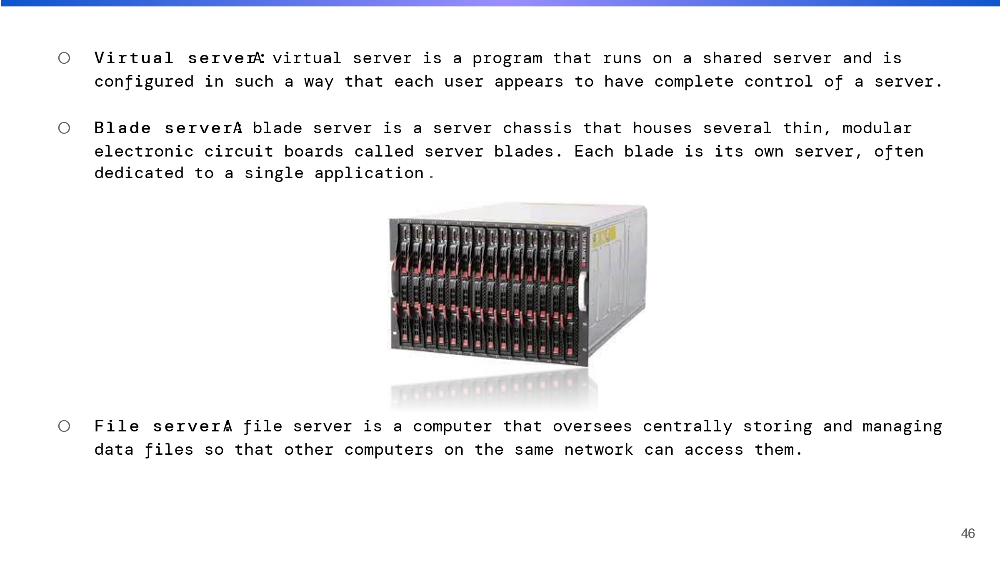 ○ Virtual server: A virtual server is a program that runs on a shared server and is
configured in such a way that each user appears to have complete control of a server.
○ Blade server: A blade server is a server chassis that houses several thin, modular
electronic circuit boards called server blades. Each blade is its own server, often
dedicated to a single application.
SUPERMICRO
○ File server: A file server is a computer that oversees centrally storing and managing
data files so that other computers on the same network can access them.
46